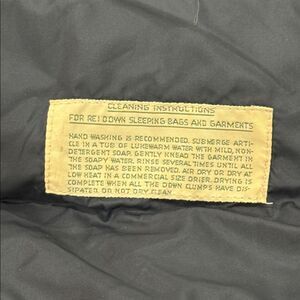 CLEANING INSTRUCTIONS
FOR REI DOWN SLEEPING BAGS AND GARMENTS
HAND WASHING IS RECOMMENDED. SUBMERGE ARTI-
CLE IN A TUB OF LUKEWARM WATER WITH MILD, NON-
DETERGENT SOAP. GENTLY KNEAD THE GARMENT IN
THE SOAPY WATER. RINSE SEVERAL TIMES UNTIL ALL
THE SOAP HAS BEEN REMOVED. AIR DRY OR DRY AT
LOW HEAT IN A COMMERCIAL SIZE DRIER. DRYING IS
COMPLETE WHEN ALL THE DOWN CLUMPS HAVE DIS-
SIPATED. DO NOT DRY CLEAN.